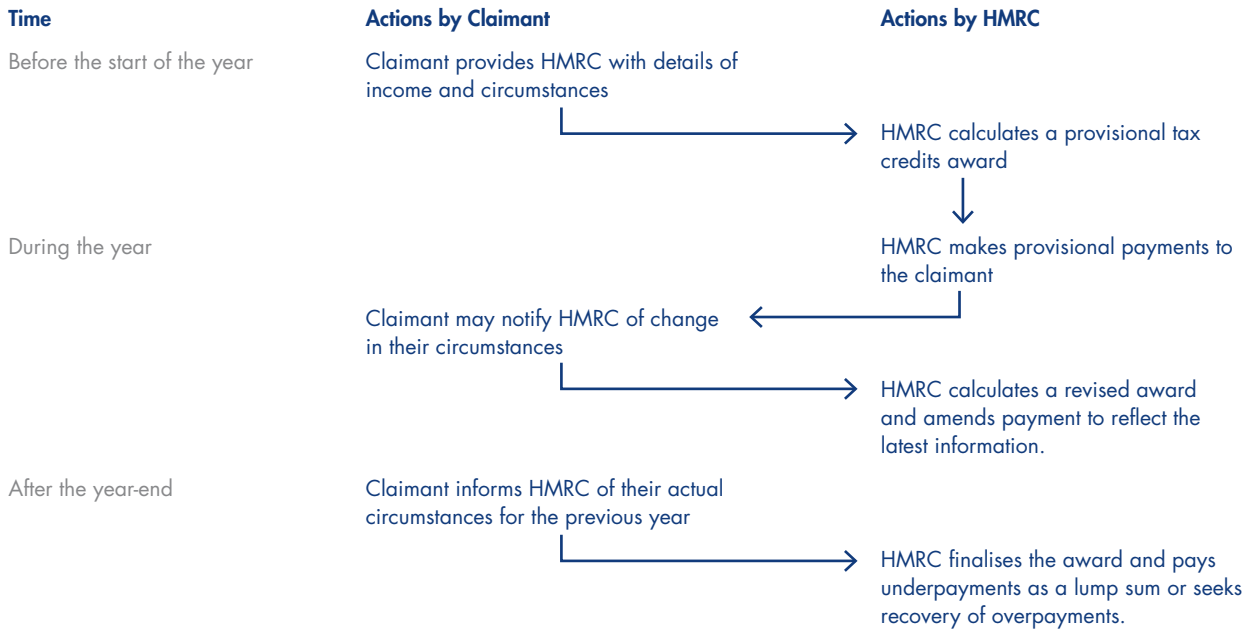 Time
Actions by Claimant
Actions by HMRC
Before the start of the year
Claimant provides HMRC with details of
income and circumstances
HMRC calculates a provisional tax
credits award
During the year
HMRC makes provisional payments to
the claimant
Claimant may notify HMRC of change
in their circumstances
HMRC calculates a revised award
and amends payment to reflect the
latest information.
After the year-end
Claimant informs HMRC of their actual
circumstances for the previous year
HMRC finalises the award and pays
underpayments as a lump sum or seeks
recovery of overpayments.